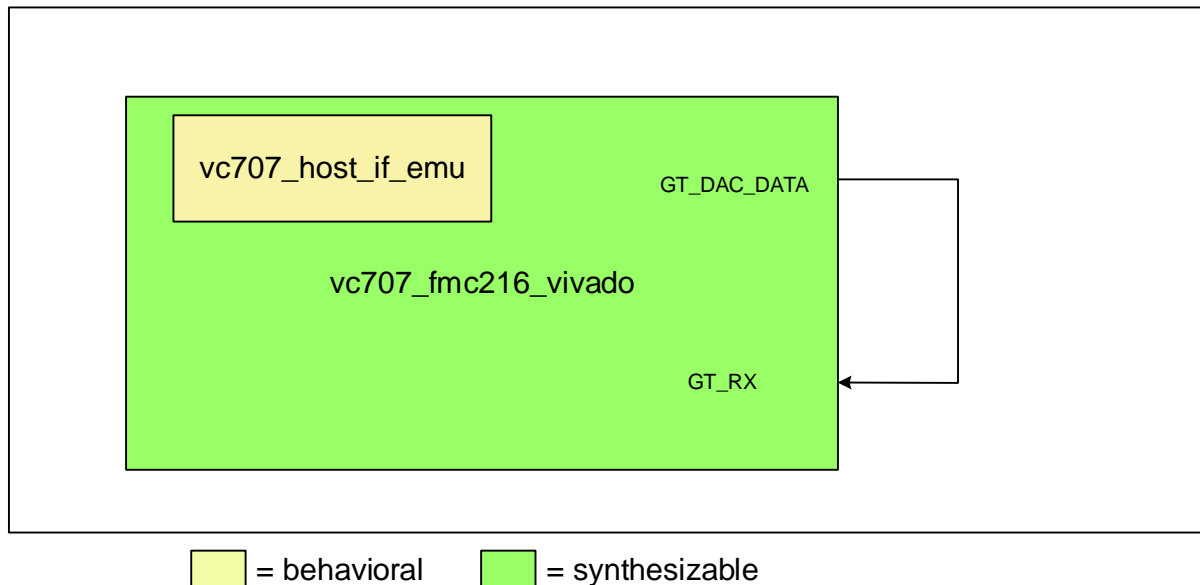 vc707_host_if_emu
GT_DAC_DATA
vc707_fmc216_vivado
GT_RX
= behavioral
= synthesizable